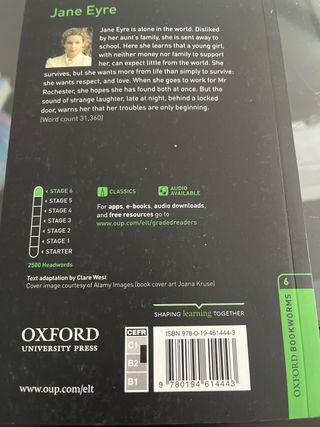 Jane Eyre
Jane Eyre is alone in the world. Disliked
by her aunt's family, she is sent away to
school. Here she learns that a young girl,
with neither money nor family to support
her, can expect little from the world. She
survives, but she wants more from life than simply to survive:
she wants respect, and love. When she goes to work for Mr
Rochester, she hopes she has found both at once. But the
sound of strange laughter, late at night, behind a locked
door, warns her that her troubles are only beginning.
(Word count 31,360)
STAGE 6
STAGE 5
STAGE 4
STAGE 3
STAGE 2
STAGE 1
STARTER
2500 Headwords
CLASSICS
AUDIO
AVAILABLE
For apps, e-books, audio downloads,
and free resources go to
www.oup.com/elt/gradedreaders
Text adaptation by Clare West
Cover image courtesy of Alamy Images (book cover art Joana Kruse)
SHAPING learning TOGETHER
OXFORD
UNIVERSITY PRESS
www.oup.com/elt
CEFR
C1
B2
B1
ISBN 978-0-19-461444-3
9 780194 614443
6
OXFORD BOOKWORMS